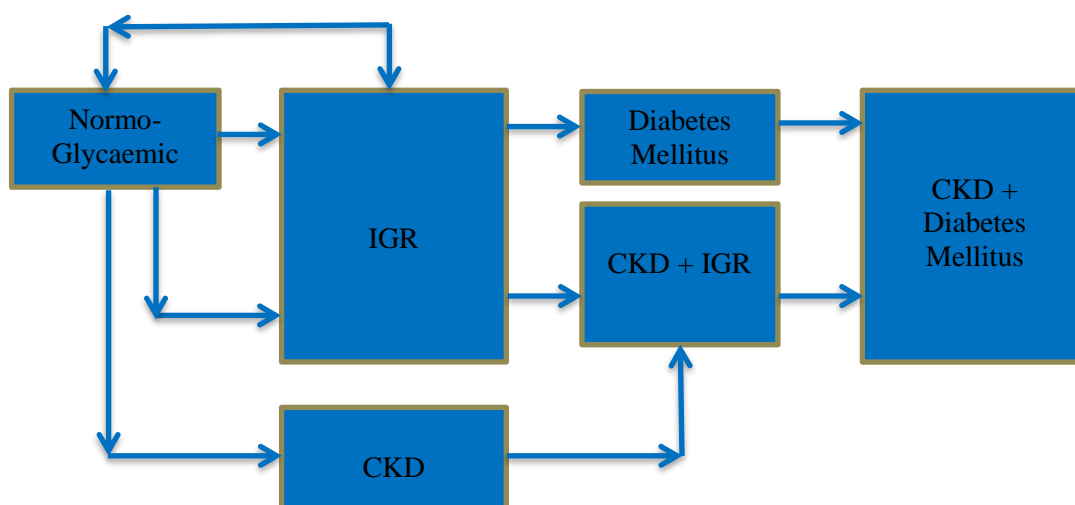 Normo-
Glycaemic
IGR
Diabetes
Mellitus
CKD + IGR
CKD +
Diabetes
Mellitus
CKD